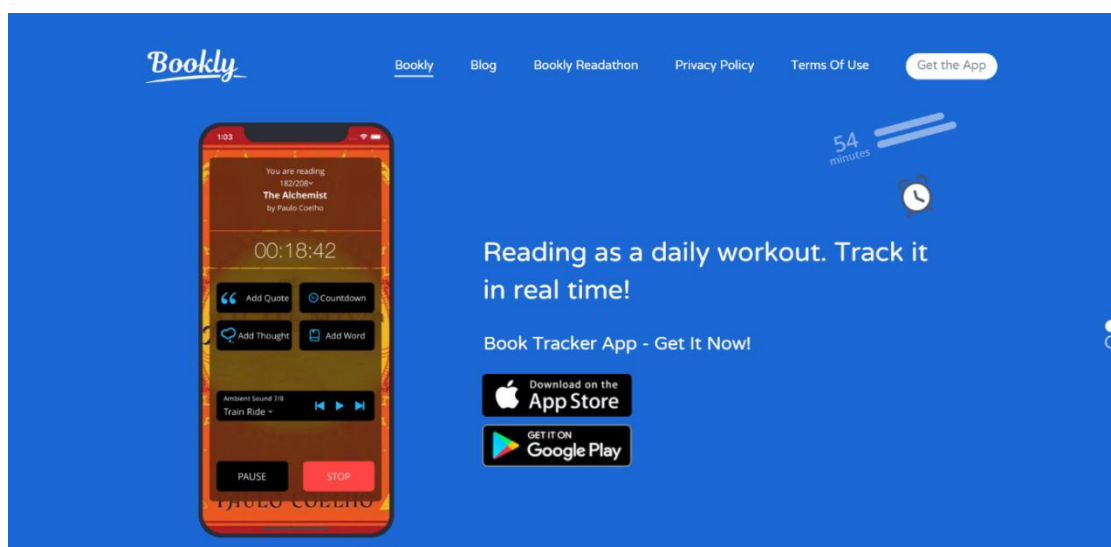 Bookly
Bookly Blog Bookly Readathon Privacy Policy Terms Of Use Get the App
1:03
You are reading
182/208
The Alchemist
by Paulo Coelho
00:18:42
Add Quote Countdown
Add Thought Add Word
Ambient Sound 7/8
Train Ride
PAUSE STOP
PAULO COELHO
54
minutes
Reading as a daily workout. Track it
in real time!
Book Tracker App - Get It Now!
Download on the
App Store
GET IT ON
Google Play